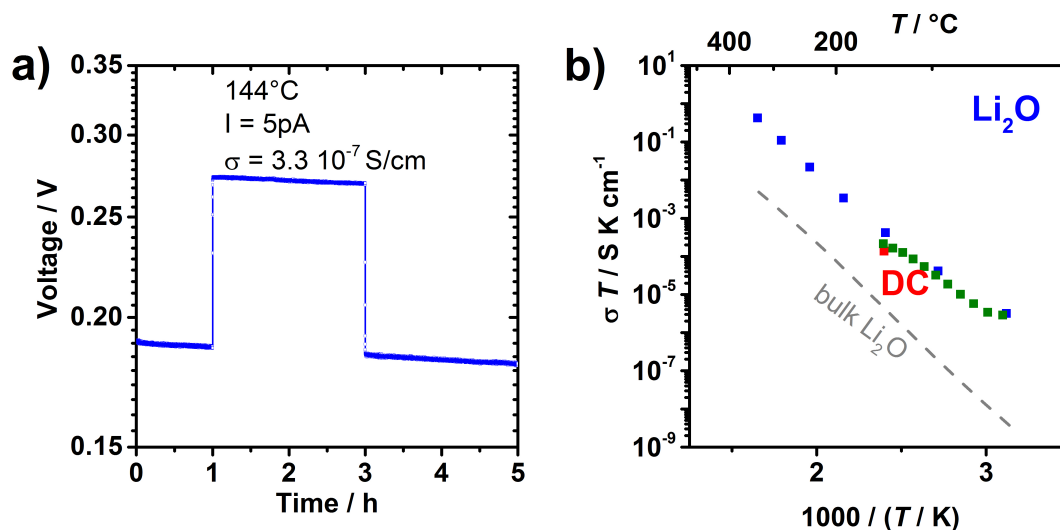 a)
0.35
0.30
0.25
0.20
0.15
Voltage / V
144°C
I = 5pA
σ = 3.3 10⁻⁷ S/cm
0 1 2 3 4 5
Time / h
b)
T / °C
400 200
10¹
10⁻¹
10⁻³
10⁻⁵
10⁻⁷
10⁻⁹
σ T / S K cm⁻¹
Li₂O
DC
bulk Li₂O
2 3
1000 / (T / K)